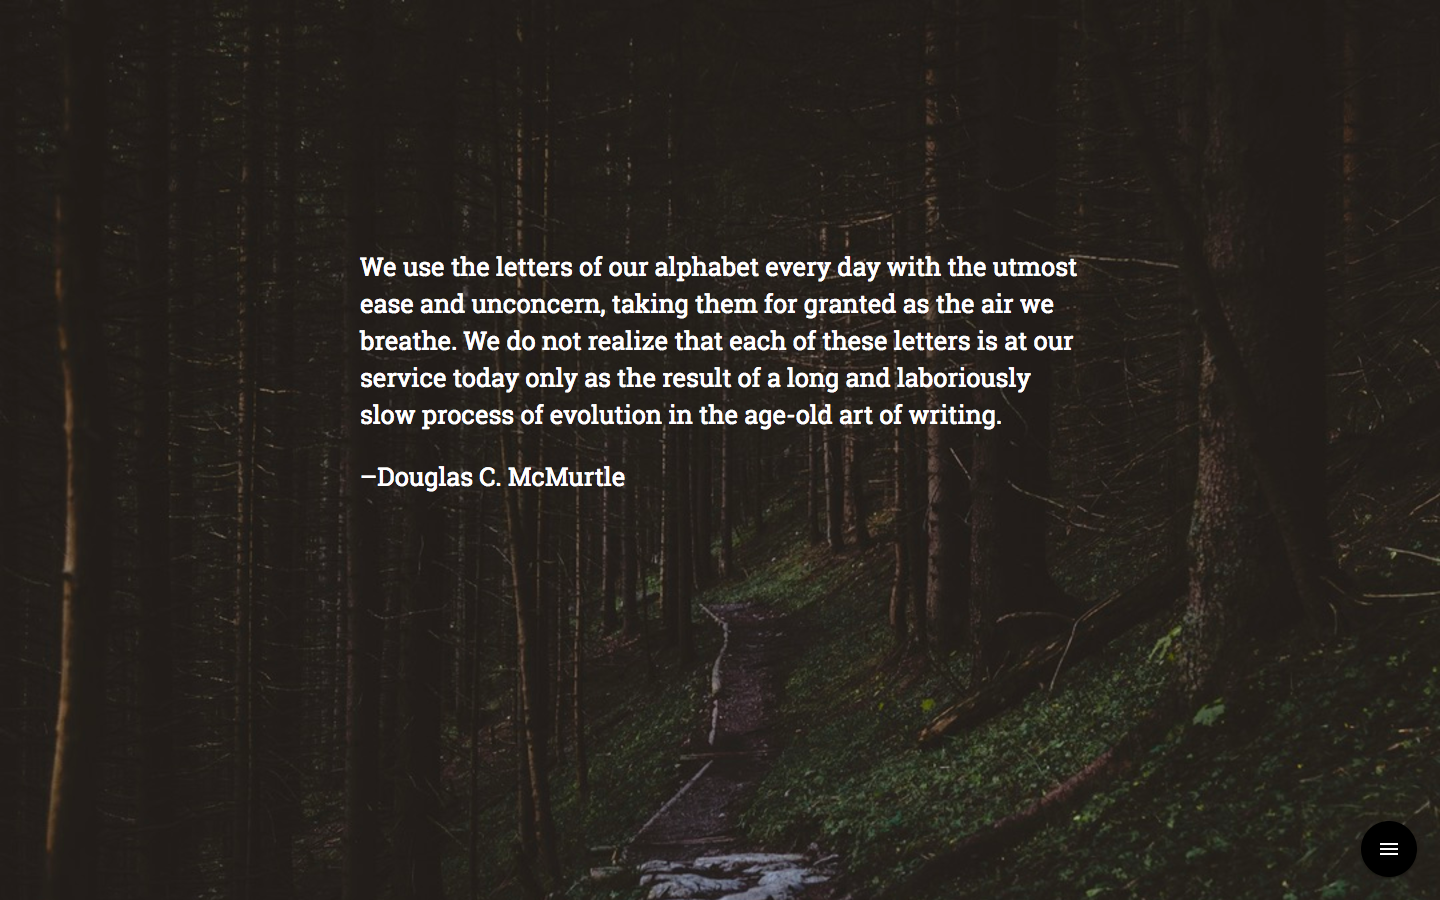 We use the letters of our alphabet every day with the utmost
ease and unconcern, taking them for granted as the air we
breathe. We do not realize that each of these letters is at our
service today only as the result of a long and laboriously
slow process of evolution in the age-old art of writing.
—Douglas C. McMurtle